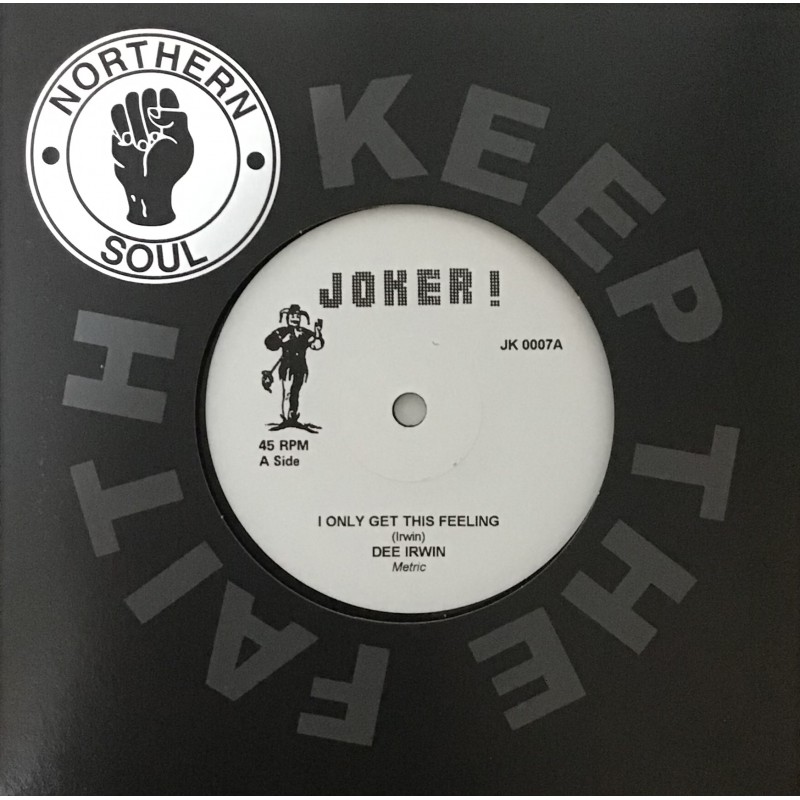 NORTHERN
SOUL
KEEP THE FAITH
JOKER!
JK 0007A
45 RPM
A Side
I ONLY GET THIS FEELING
(Irwin)
DEE IRWIN
Metric